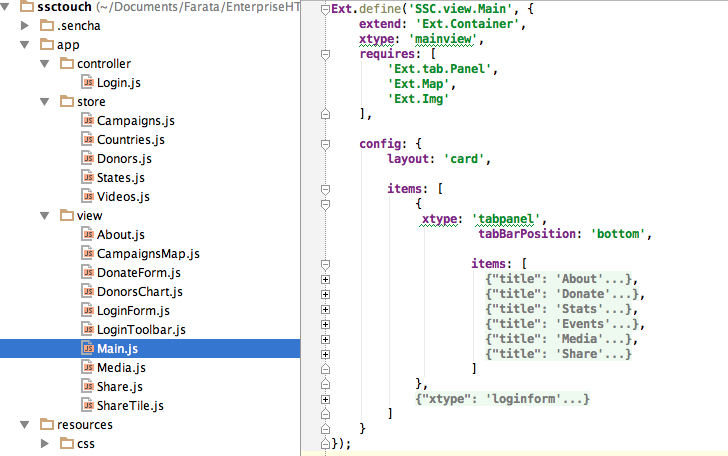 ssctouch (~/Documents/Farata/EnterpriseHT
.sencha
app
controller
Login.js
store
Campaigns.js
Countries.js
Donors.js
States.js
Videos.js
view
About.js
CampaignsMap.js
DonateForm.js
DonorsChart.js
LoginForm.js
LoginToolbar.js
Main.js
Media.js
Share.js
ShareTile.js
resources
css
Ext.define('SSC.view.Main', {
extend: 'Ext.Container',
xtype: 'mainview',
requires: [
'Ext.tab.Panel',
'Ext.Map',
'Ext.Img'
],
config: {
layout: 'card',
items: [
{
xtype: 'tabpanel',
tabBarPosition: 'bottom',
items: [
{"title": 'About'...},
{"title": 'Donate'...},
{"title": 'Stats'...},
{"title": 'Events'...},
{"title": 'Media'...},
{"title": 'Share'...}
]
},
{"xtype": 'loginform'...}
]
}
});